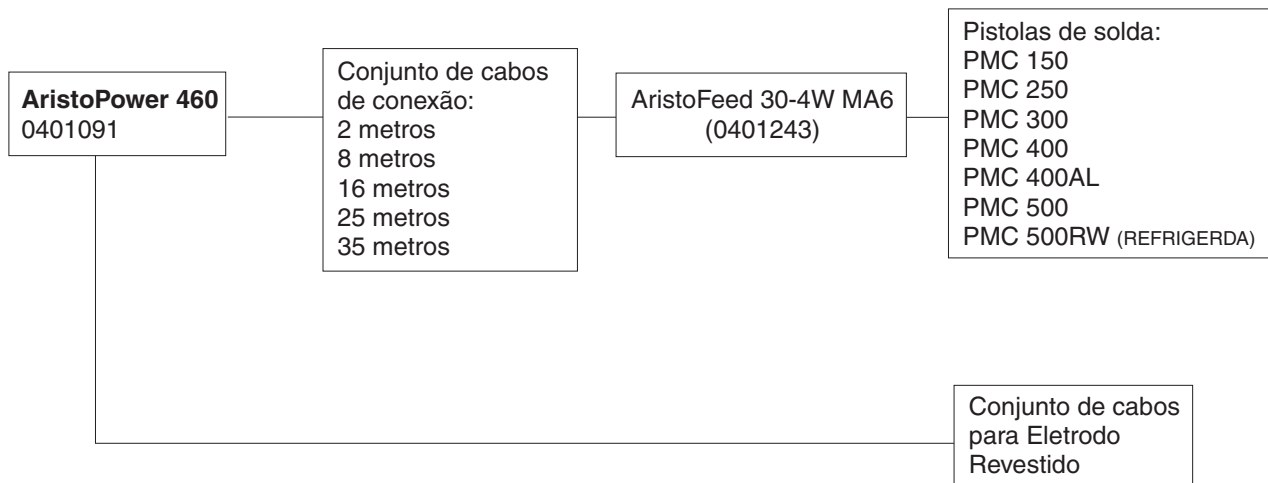 AristoPower 460
0401091
Conjunto de cabos
de conexão:
2 metros
8 metros
16 metros
25 metros
35 metros
AristoFeed 30-4W MA6
(0401243)
Pistolas de solda:
PMC 150
PMC 250
PMC 300
PMC 400
PMC 400AL
PMC 500
PMC 500RW (REFRIGERDA)
Conjunto de cabos
para Eletrodo
Revestido